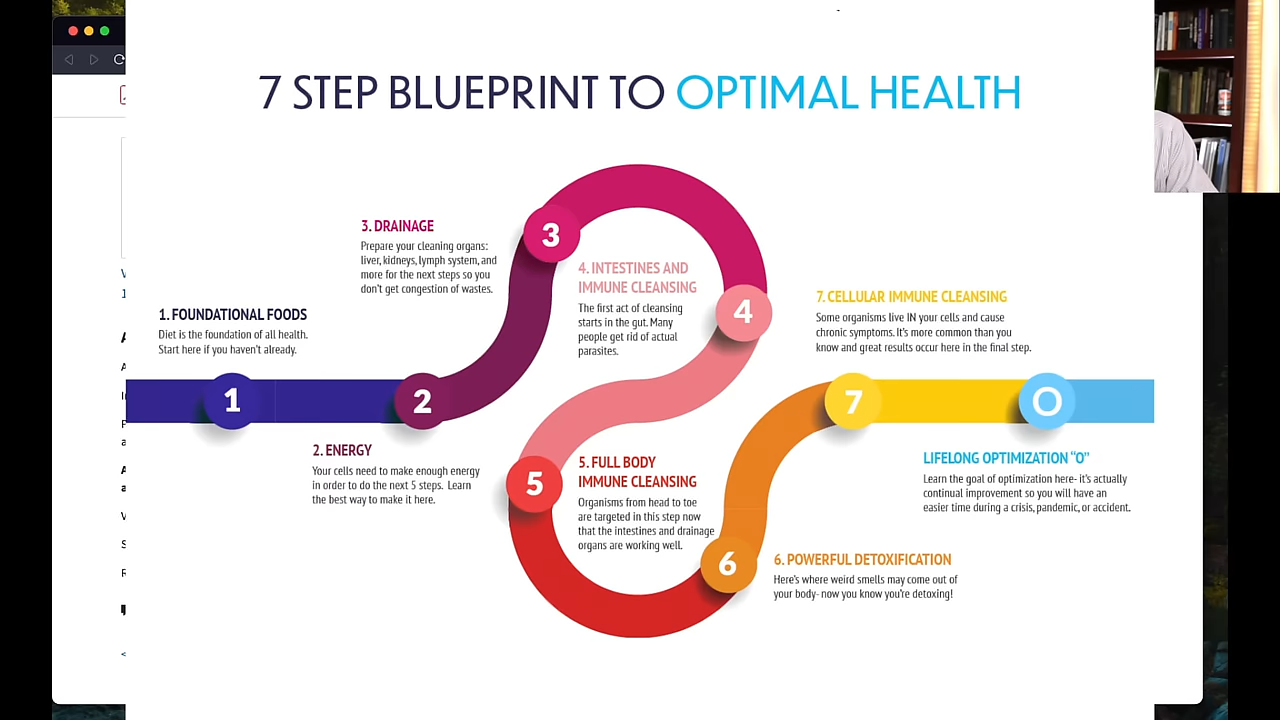 7 STEP BLUEPRINT TO OPTIMAL HEALTH
1. FOUNDATIONAL FOODS
Diet is the foundation of all health.
Start here if you haven't already.
1
2
2. ENERGY
Your cells need to make enough energy
in order to do the next 5 steps. Learn
the best way to make it here.
3. DRAINAGE
Prepare your cleaning organs:
liver, kidneys, lymph system, and
more for the next steps so you
don't get congestion of wastes.
3
4. INTESTINES AND
IMMUNE CLEANSING
The first act of cleansing
starts in the gut. Many
people get rid of actual
parasites.
4
5
5. FULL BODY
IMMUNE CLEANSING
Organisms from head to toe
are targeted in this step now
that the intestines and drainage
organs are working well.
6
6. POWERFUL DETOXIFICATION
Here's where weird smells may come out of
your body- now you know you're detoxing!
7. CELLULAR IMMUNE CLEANSING
Some organisms live IN your cells and cause
chronic symptoms. It's more common than you
know and great results occur here in the final step.
7
O
LIFELONG OPTIMIZATION "O"
Learn the goal of optimization here- it's actually
continual improvement so you will have an
easier time during a crisis, pandemic, or accident.